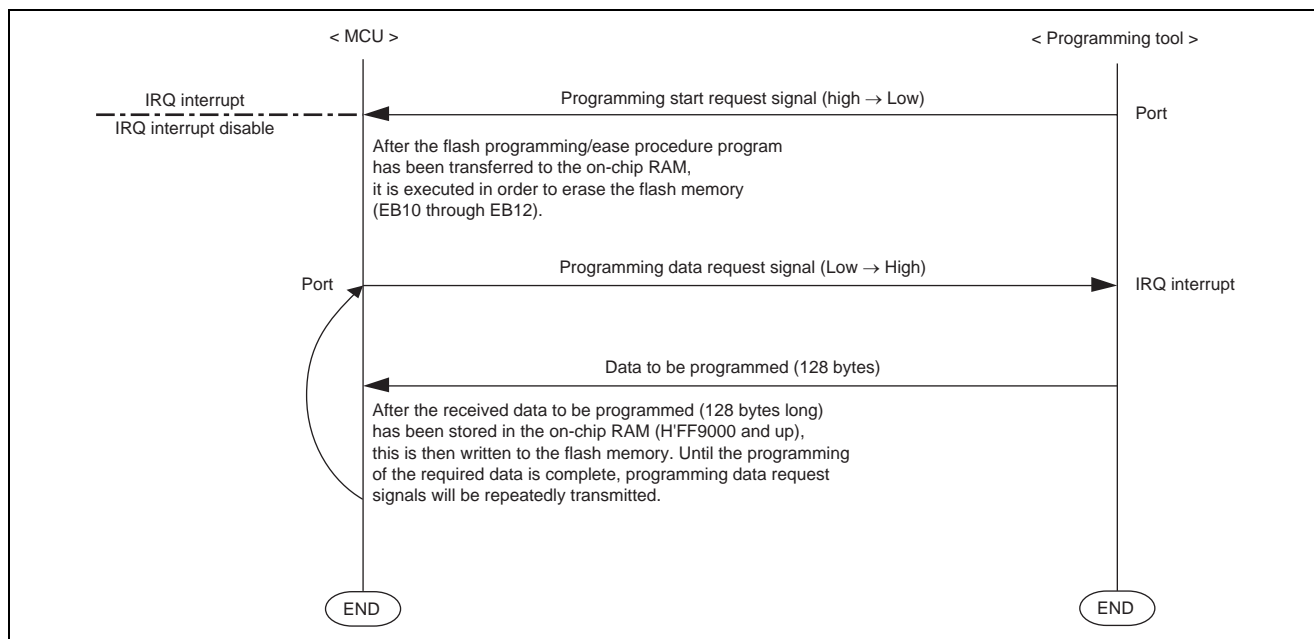 < MCU >
< Programming tool >
IRQ interrupt
IRQ interrupt disable
Programming start request signal (high → Low)
Port
After the flash programming/ease procedure program
has been transferred to the on-chip RAM,
it is executed in order to erase the flash memory
(EB10 through EB12).
Port
Programming data request signal (Low → High)
IRQ interrupt
Data to be programmed (128 bytes)
After the received data to be programmed (128 bytes long)
has been stored in the on-chip RAM (H'FF9000 and up),
this is then written to the flash memory. Until the programming
of the required data is complete, programming data request
signals will be repeatedly transmitted.
END
END